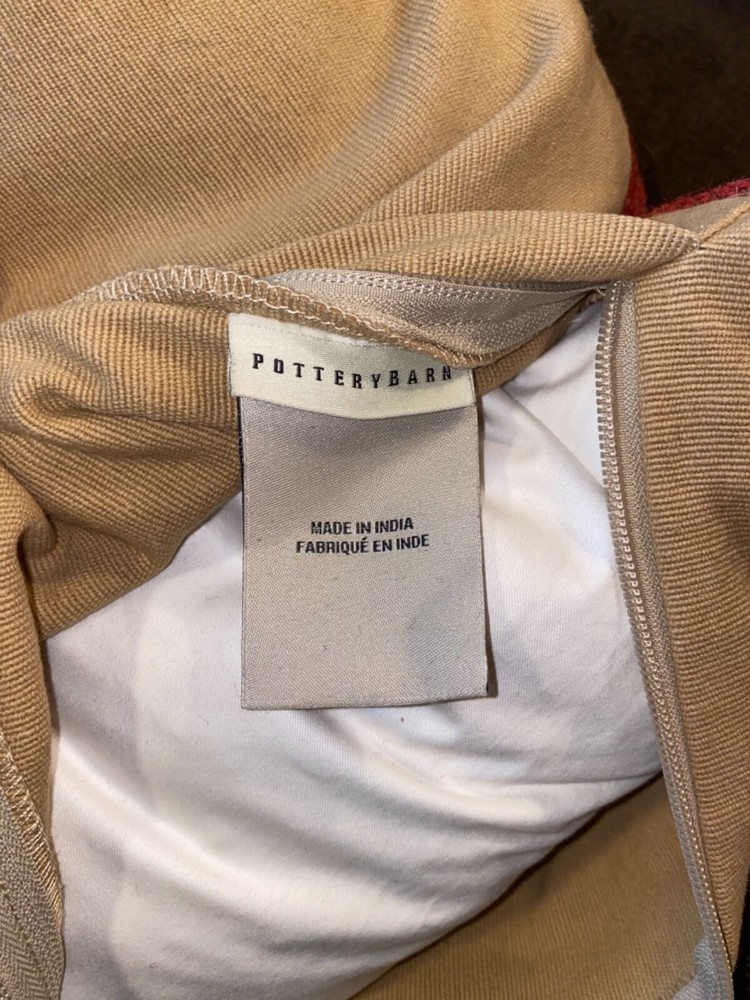 POTTERYBARN
MADE IN INDIA
FABRIQUÉ EN INDE